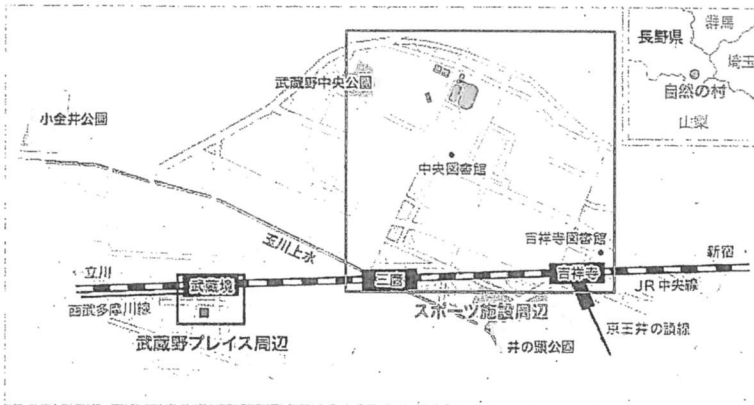 長野県
群馬
埼玉
自然の村
山梨
武蔵野中央公園
小金井公園
中央図書館
玉川上水
吉祥寺図書館
新宿
立川
武蔵境
三鷹
吉祥寺
JR中央線
西武多摩川線
スポーツ施設周辺
京王井の頭線
武蔵野プレイス周辺
井の頭公園